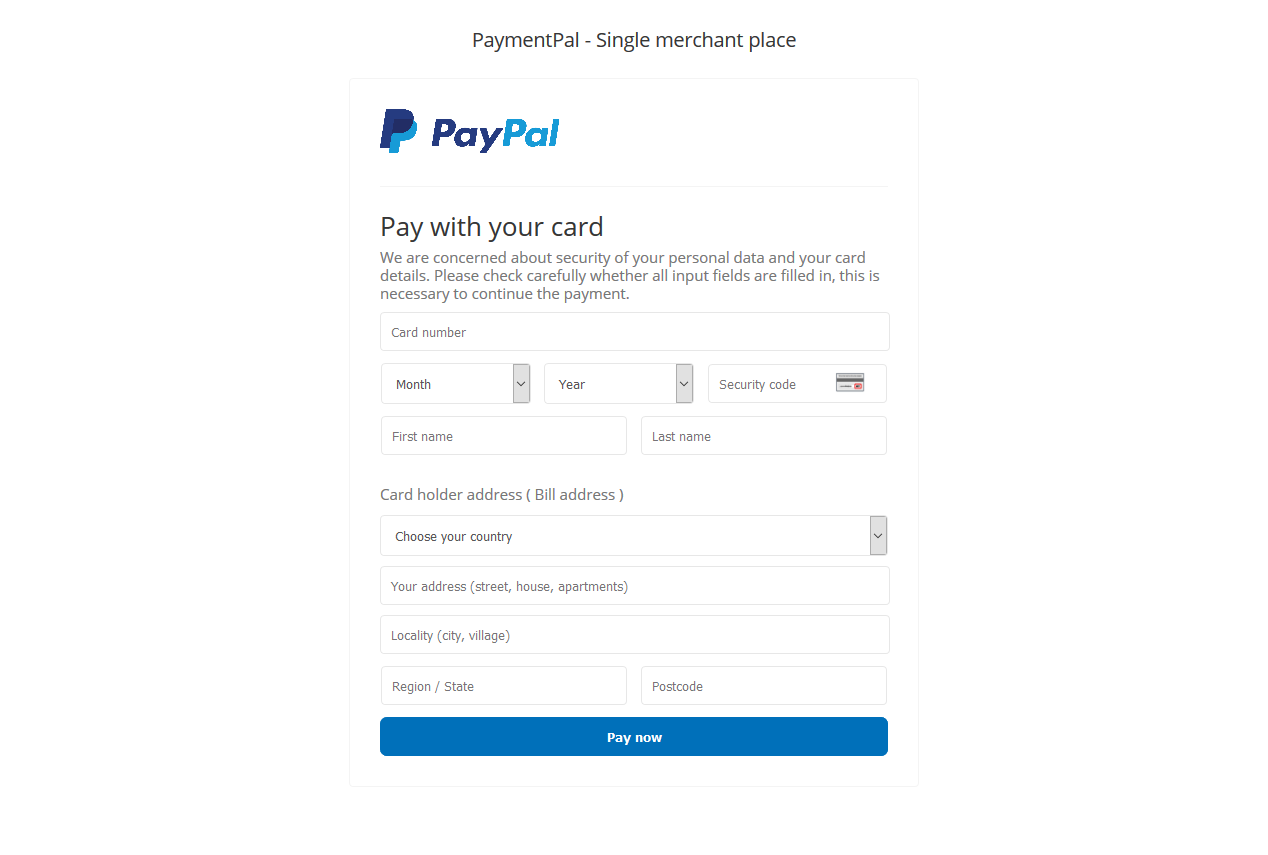 PaymentPal - Single merchant place
PayPal
Pay with your card
We are concerned about security of your personal data and your card
details. Please check carefully whether all input fields are filled in, this is
necessary to continue the payment.
Card number
Month Year Security code
First name Last name
Card holder address ( Bill address )
Choose your country
Your address (street, house, apartments)
Locality (city, village)
Region / State Postcode
Pay now